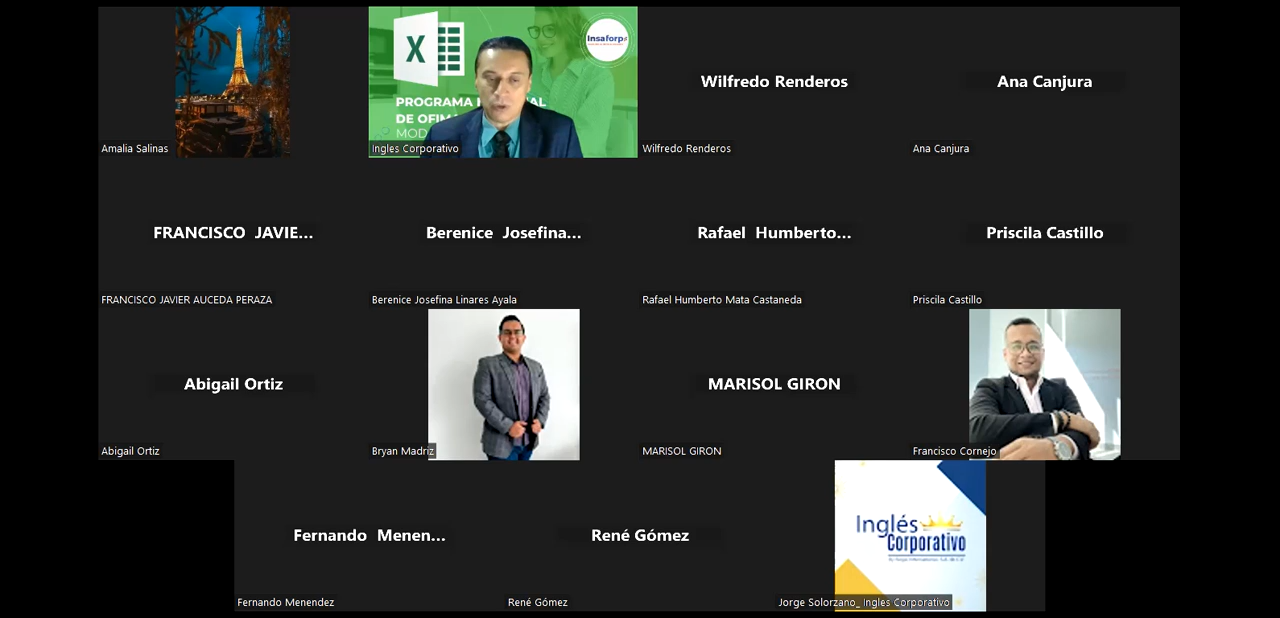 Amalia Salinas
X
Insaforp
PROGRAMA NAL
DE OFIM
MOD
Ingles Corporativo
Wilfredo Renderos
Wilfredo Renderos
Ana Canjura
Ana Canjura
FRANCISCO JAVIE...
FRANCISCO JAVIER AUCEDA PERAZA
Berenice Josefina...
Berenice Josefina Linares Ayala
Rafael Humberto...
Rafael Humberto Mata Castaneda
Priscila Castillo
Priscila Castillo
Abigail Ortiz
Abigail Ortiz
Bryan Madriz
MARISOL GIRON
MARISOL GIRON
Francisco Cornejo
Fernando Menen...
Fernando Menendez
René Gómez
René Gómez
Inglés
Corporativo
Jorge Solorzano_ Ingles Corporativo